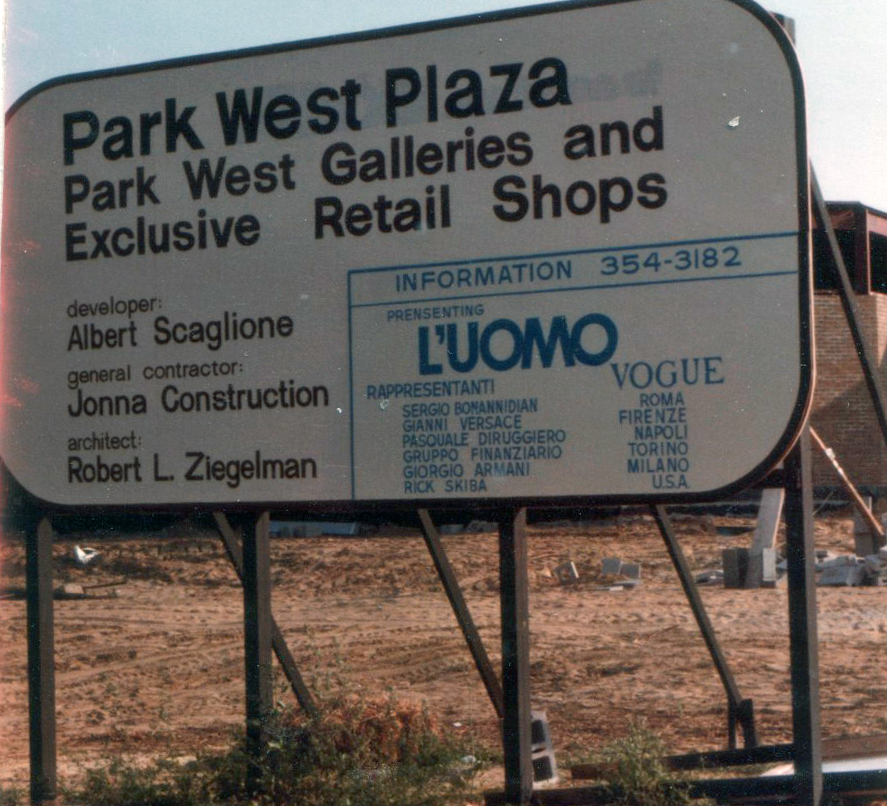 Park West Plaza
Park West Galleries and
Exclusive Retail Shops
developer:
Albert Scaglione
general contractor:
Jonna Construction
architect:
Robert L. Ziegelman
INFORMATION 354-3182
PRENSENTING
L'UOMO
VOGUE
RAPPRESENTANTI
SERGIO BONANNIDIAN
GIANNI VERSACE
PASQUALE DIRUGGIERO
GRUPPO FINANZIARIO
GIORGIO ARMANI
RICK SKIBA
ROMA
FIRENZE
NAPOLI
TORINO
MILANO
U.S.A.